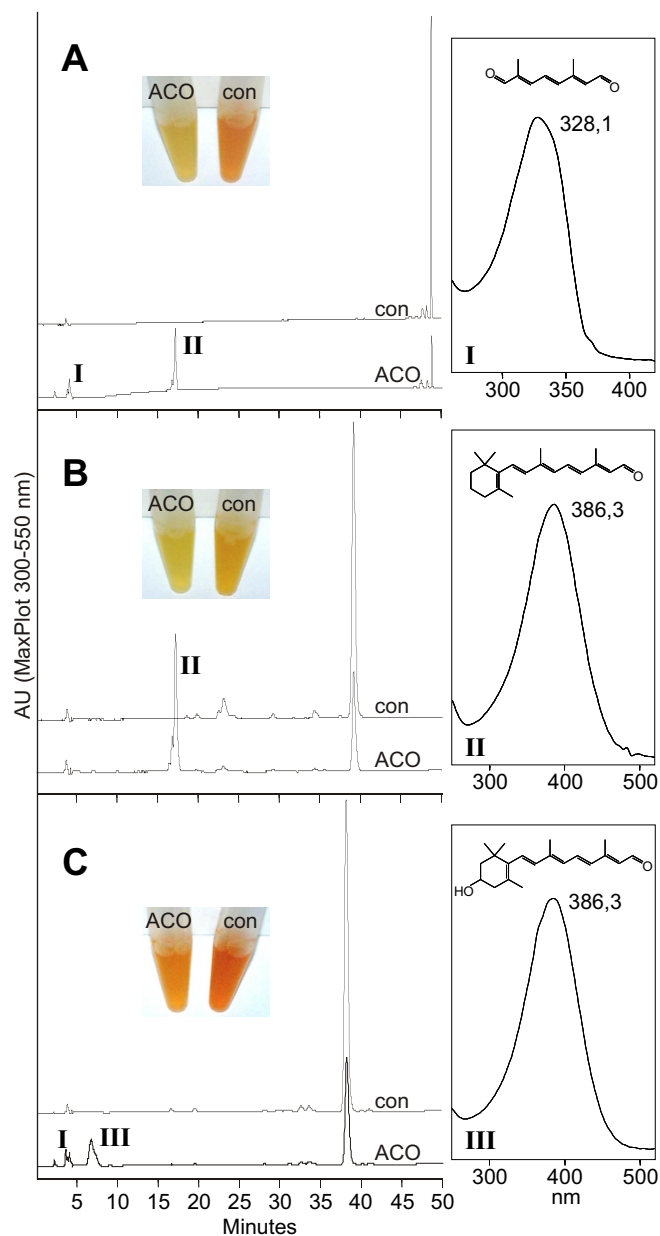 A
ACO con
con
II
I
ACO
O
O
328,1
I
300 350 400
AU (MaxPlot 300-550 nm)
B
ACO con
II
con
ACO
O
386,3
II
300 400 500
C
ACO con
con
I III
ACO
5 10 15 20 25 30 35 40 45 50
Minutes
HO
O
386,3
III
300 400 500
nm